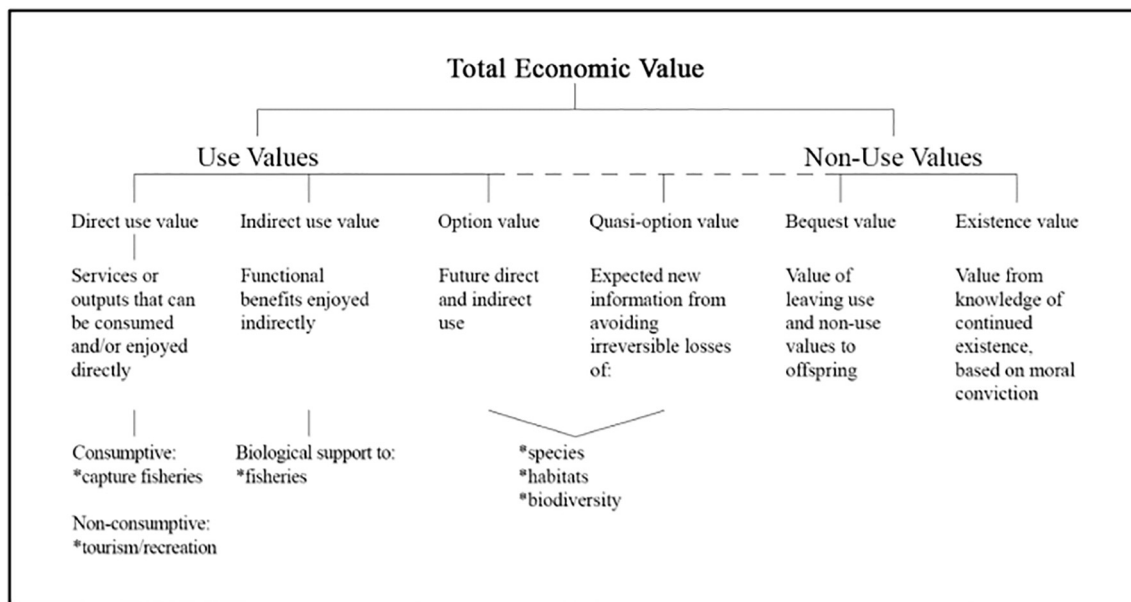 Total Economic Value
Use Values
Non-Use Values
Direct use value
Services or
outputs that can
be consumed
and/or enjoyed
directly
Consumptive:
*capture fisheries
Non-consumptive:
*tourism/recreation
Indirect use value
Functional
benefits enjoyed
indirectly
Biological support to:
*fisheries
Option value
Future direct
and indirect
use
Quasi-option value
Expected new
information from
avoiding
irreversible losses
of:
*species
*habitats
*biodiversity
Bequest value
Value of
leaving use
and non-use
values to
offspring
Existence value
Value from
knowledge of
continued
existence,
based on moral
conviction